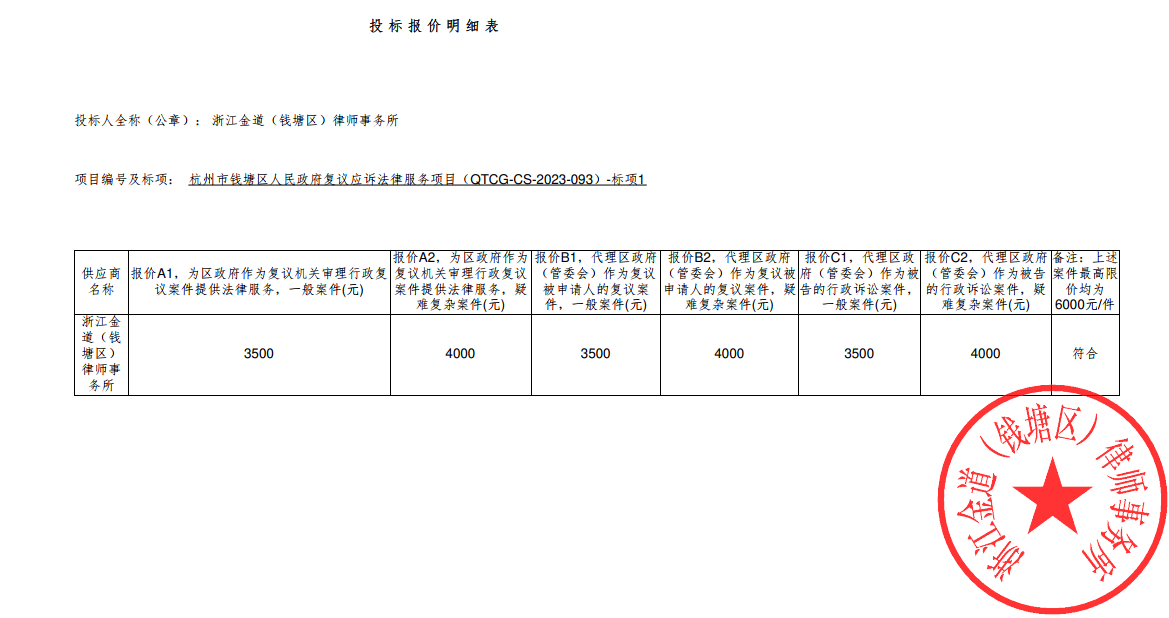 投标报价明细表
投标人全称（公章）： 浙江金道（钱塘区）律师事务所
项目编号及标项： 杭州市钱塘区人民政府复议应诉法律服务项目（QTCG-CS-2023-093）-标项1
供应商
名称
报价A1，为区政府作为复议机关审理行政复
议案件提供法律服务，一般案件(元)
报价A2，为区政府作为
复议机关审理行政复议
案件提供法律服务，疑
难复杂案件(元)
报价B1，代理区政府
（管委会）作为复议
被申请人的复议案
件，一般案件(元)
报价B2，代理区政府
（管委会）作为复议被
申请人的复议案件，疑
难复杂案件(元)
报价C1，代理区政
府（管委会）作为被
告的行政诉讼案件，
一般案件(元)
报价C2，代理区政府
（管委会）作为被告
的行政诉讼案件，疑
难复杂案件(元)
备注：上述
案件最高限
价均为
6000元/件
浙江金
道（钱
塘区）
律师事
务所
3500
4000
3500
4000
3500
4000
符合
浙江金道（钱塘区）律师事务所